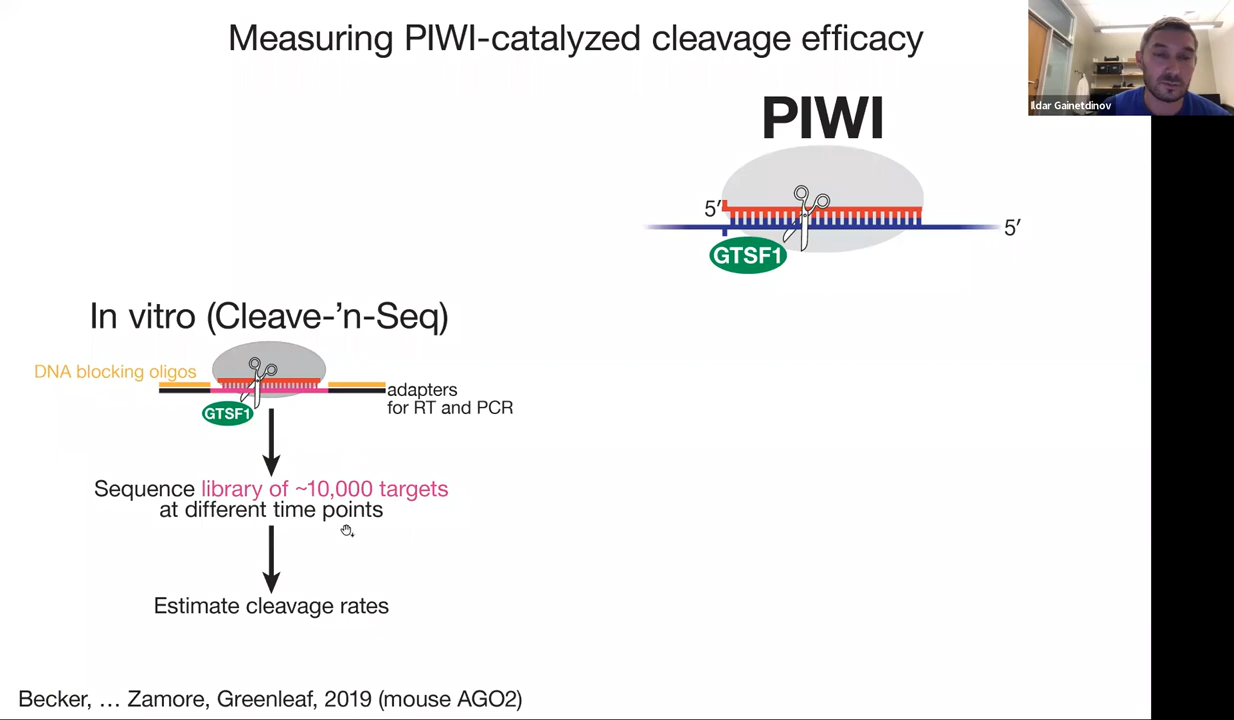 Measuring PIWI-catalyzed cleavage efficacy
Ildar Gainetdinov
PIWI
5′
5′
GTSF1
In vitro (Cleave-’n-Seq)
DNA blocking oligos
adapters
for RT and PCR
GTSF1
Sequence library of ~10,000 targets
at different time points
Estimate cleavage rates
Becker, … Zamore, Greenleaf, 2019 (mouse AGO2)